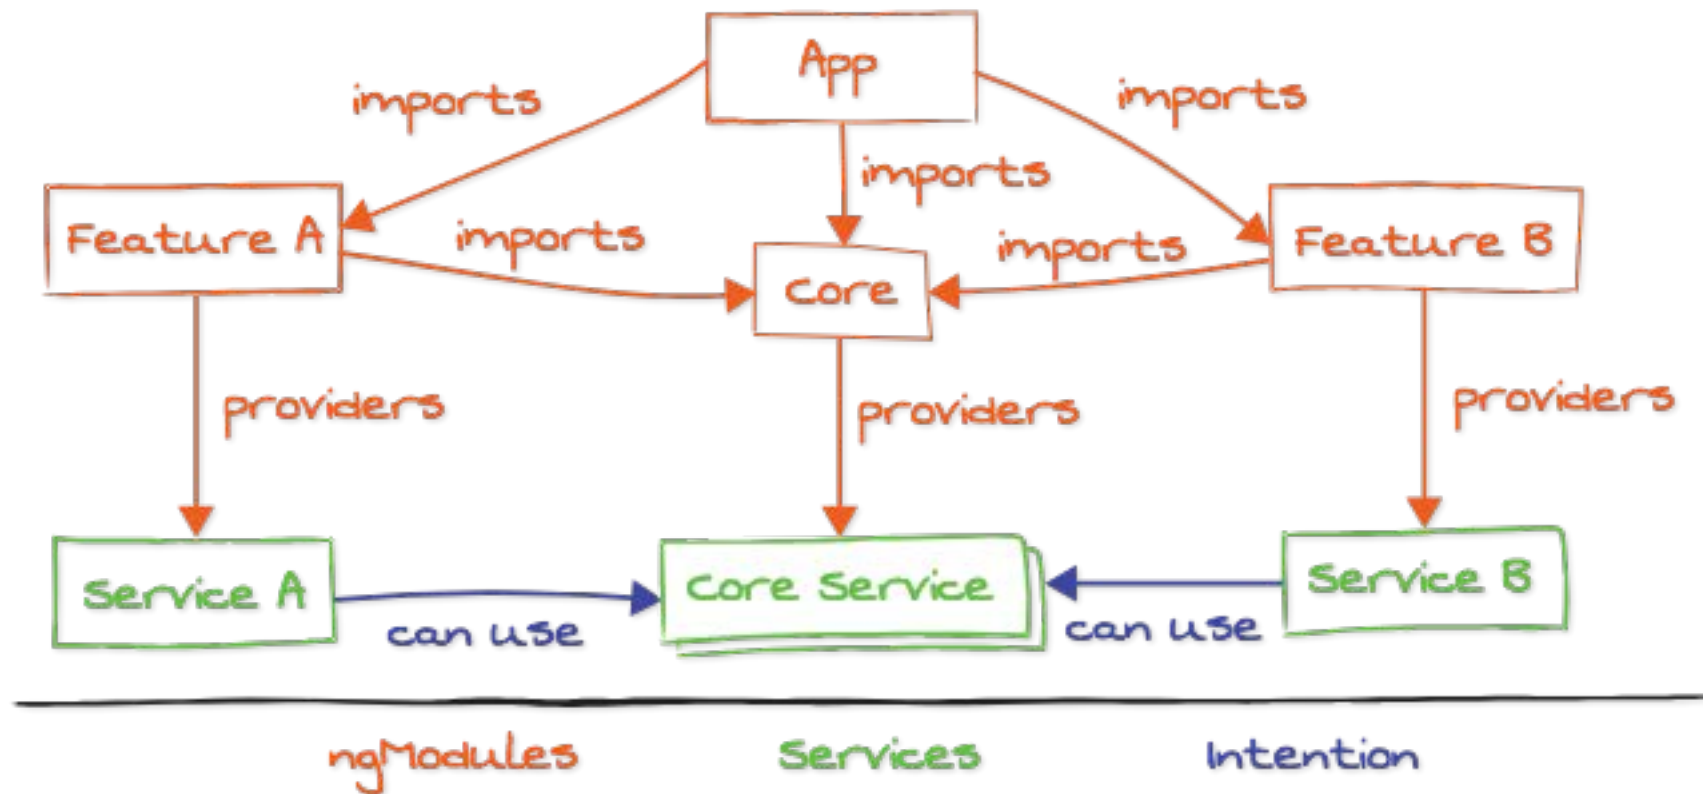 App
imports
imports
imports
Feature A
imports
imports
Feature B
Core
providers
providers
providers
Service A
Core Service
Service B
can use
can use
ngModules
Services
Intention